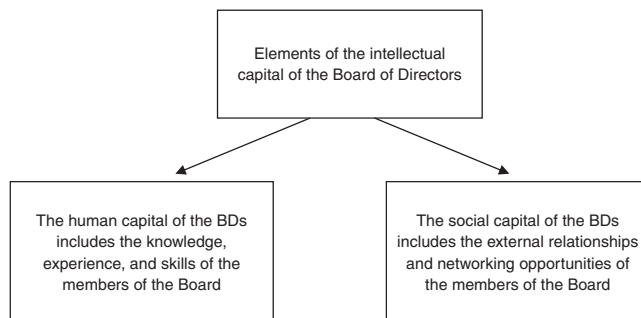 Elements of the intellectual
capital of the Board of Directors
The human capital of the BDs
includes the knowledge,
experience, and skills of the
members of the Board
The social capital of the BDs
includes the external relationships
and networking opportunities of
the members of the Board